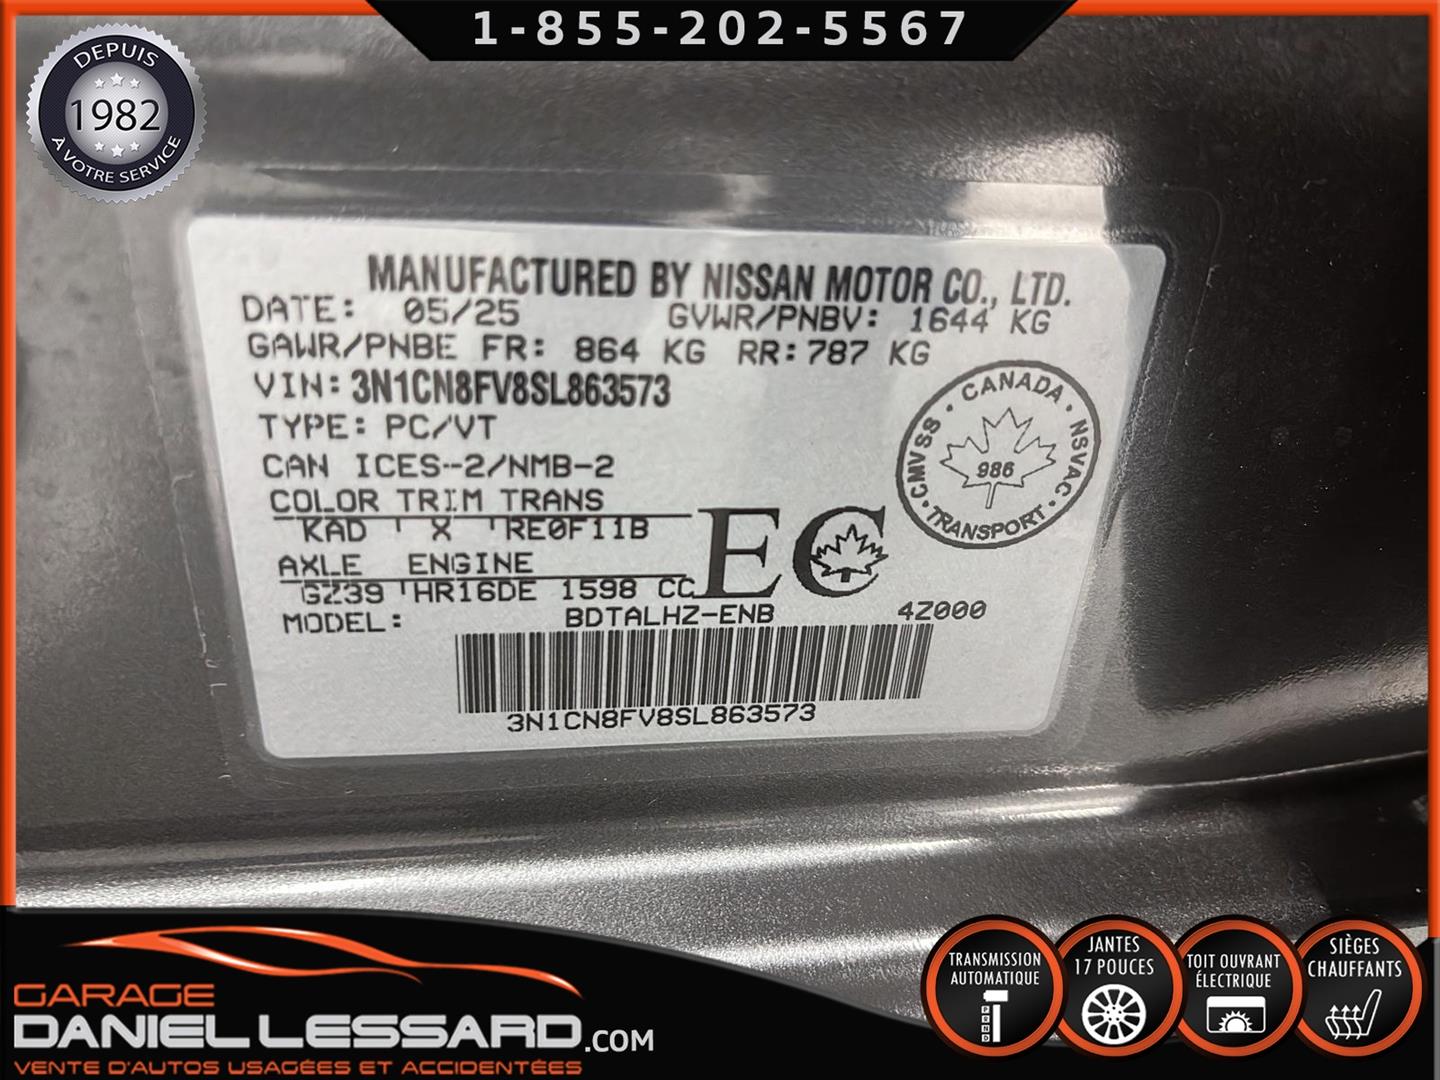 1-855-202-5567
DEPUIS
1982
À VOTRE SERVICE
MANUFACTURED BY NISSAN MOTOR CO., LTD.
DATE: 05/25 GVWR/PNBV: 1644 KG
GAWR/PNBE FR: 864 KG RR: 787 KG
VIN: 3N1CN8FV8SL863573
TYPE: PC/VT
CAN ICES-2/NMB-2
COLOR TRIM TRANS
KAD X RE0F11B
AXLE ENGINE
GZ39 HR16DE 1598 CC
MODEL: BDTALHZ-ENB 4Z000
3N1CN8FV8SL863573
EC
CANADA · NSVAC · TRANSPORT · CMVSS ·
986
GARAGE
DANIEL LESSARD.COM
VENTE D'AUTOS USAGÉES ET ACCIDENTÉES
TRANSMISSION
AUTOMATIQUE
P
R
N
D
JANTES
17 POUCES
TOIT OUVRANT
ÉLECTRIQUE
SIÈGES
CHAUFFANTS